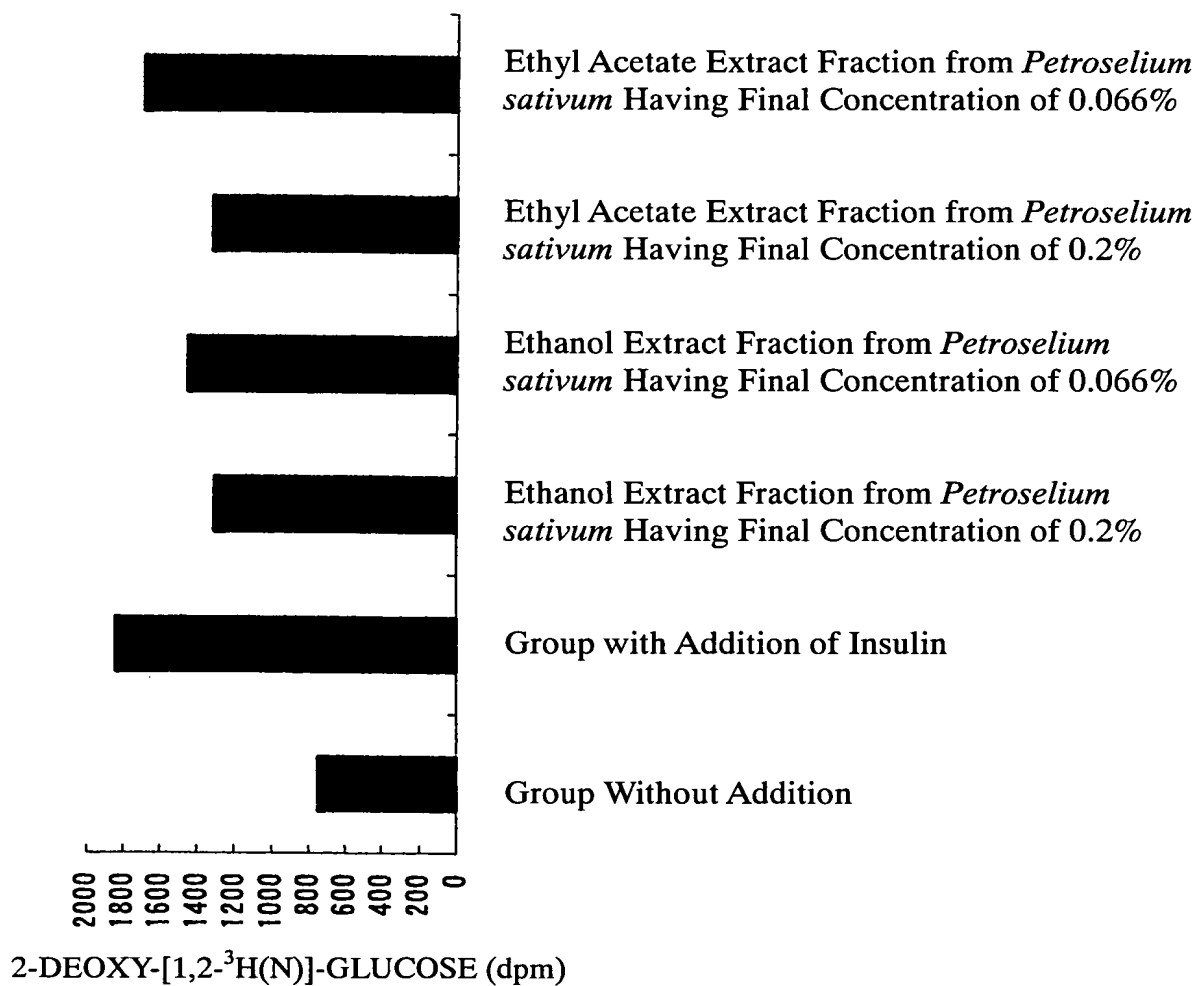 Ethyl Acetate Extract Fraction from Petroselium
sativum Having Final Concentration of 0.066%
Ethyl Acetate Extract Fraction from Petroselium
sativum Having Final Concentration of 0.2%
Ethanol Extract Fraction from Petroselium
sativum Having Final Concentration of 0.066%
Ethanol Extract Fraction from Petroselium
sativum Having Final Concentration of 0.2%
Group with Addition of Insulin
Group Without Addition
2000
1800
1600
1400
1200
1000
800
600
400
200
0
2-DEOXY-[1,2-³H(N)]-GLUCOSE (dpm)